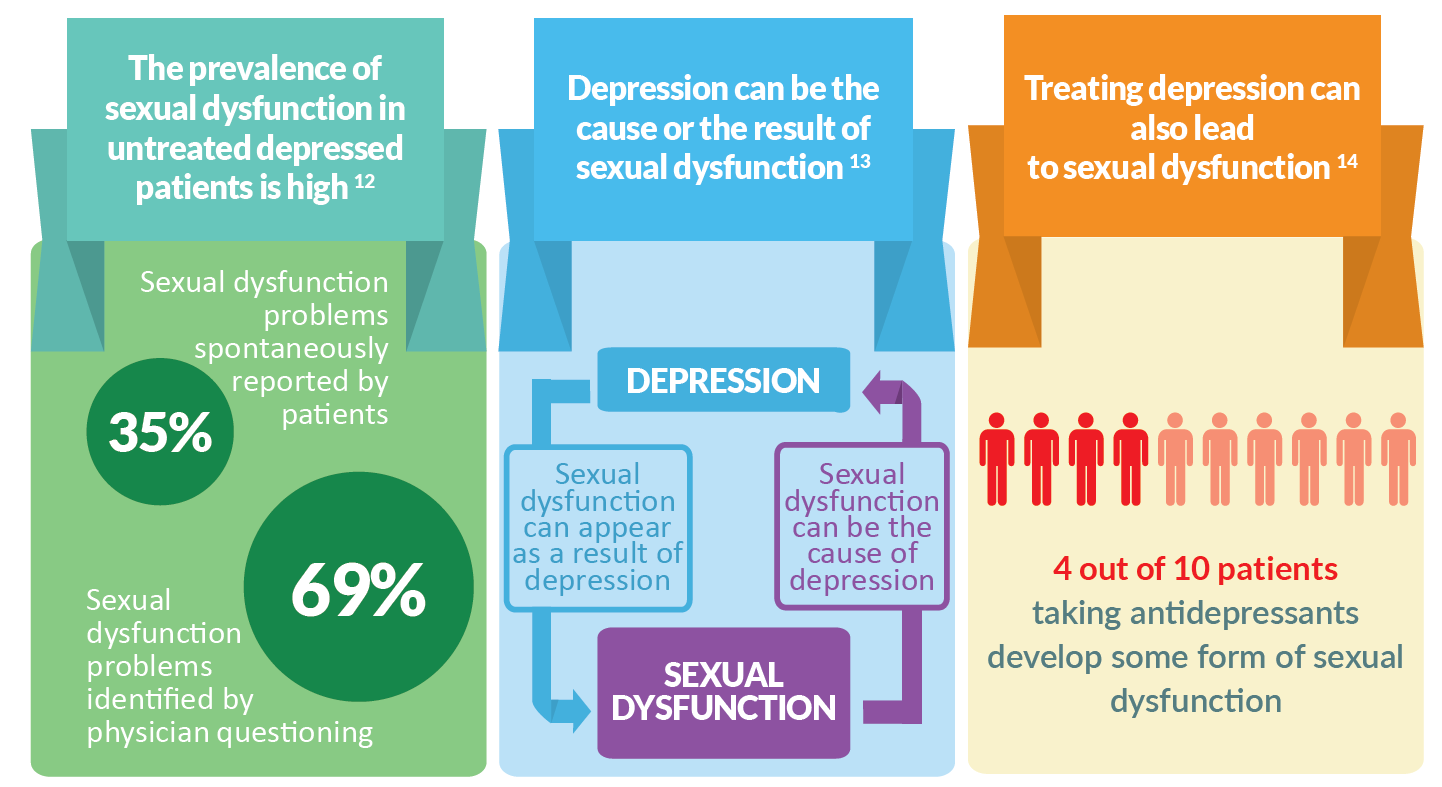 The prevalence of
sexual dysfunction in
untreated depressed
patients is high 12
Sexual dysfunction
problems
spontaneously
reported by
patients
35%
69%
Sexual
dysfunction
problems
identified by
physician questioning
Depression can be the
cause or the result of
sexual dysfunction 13
DEPRESSION
Sexual
dysfunction
can appear
as a result of
depression
Sexual
dysfunction
can be the
cause of
depression
SEXUAL
DYSFUNCTION
Treating depression can
also lead
to sexual dysfunction 14
4 out of 10 patients
taking antidepressants
develop some form of sexual
dysfunction